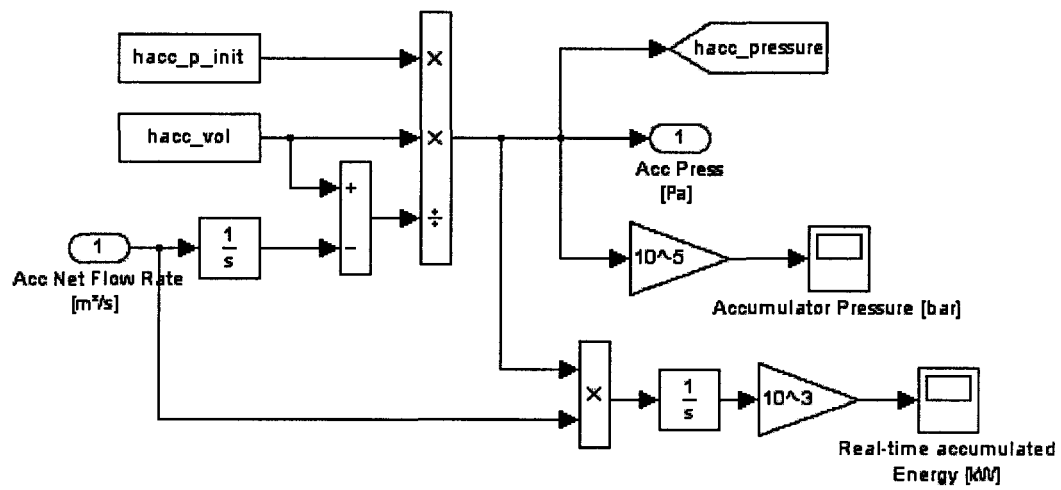 hacc_p_init
×
hacc_pressure
hacc_vol
×
1
Acc Press
[Pa]
+
−
÷
1
Acc Net Flow Rate
[m³/s]
1
s
10^-5
Accumulator Pressure [bar]
×
1
s
10^-3
Real-time accumulated
Energy [kW]